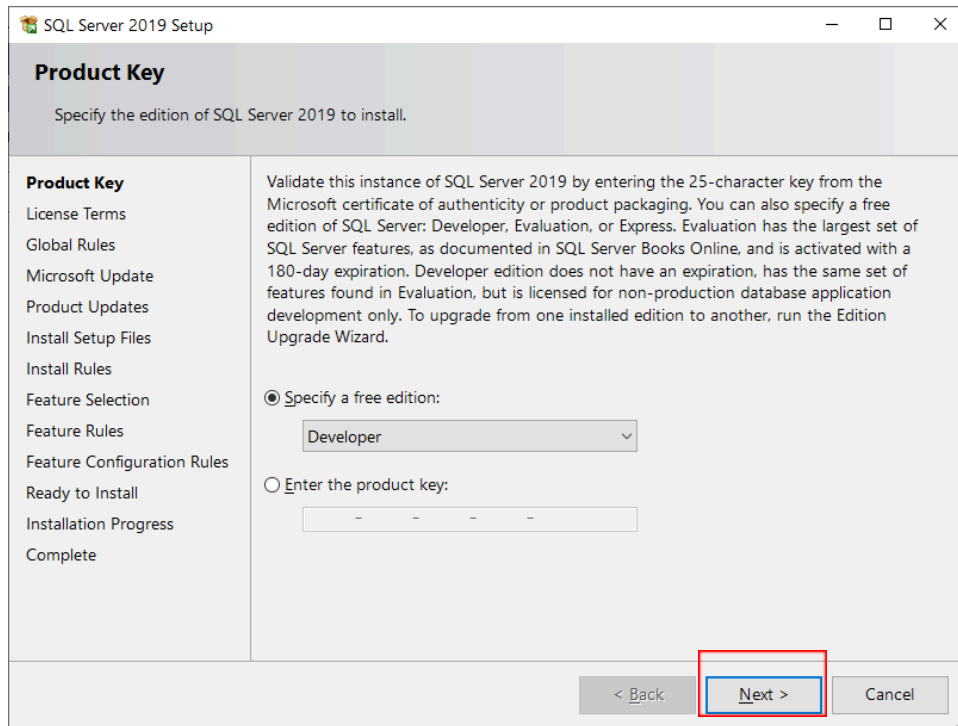 SQL Server 2019 Setup
Product Key
Specify the edition of SQL Server 2019 to install.
Product Key
License Terms
Global Rules
Microsoft Update
Product Updates
Install Setup Files
Install Rules
Feature Selection
Feature Rules
Feature Configuration Rules
Ready to Install
Installation Progress
Complete
Validate this instance of SQL Server 2019 by entering the 25-character key from the
Microsoft certificate of authenticity or product packaging. You can also specify a free
edition of SQL Server: Developer, Evaluation, or Express. Evaluation has the largest set of
SQL Server features, as documented in SQL Server Books Online, and is activated with a
180-day expiration. Developer edition does not have an expiration, has the same set of
features found in Evaluation, but is licensed for non-production database application
development only. To upgrade from one installed edition to another, run the Edition
Upgrade Wizard.
Specify a free edition:
Developer
Enter the product key:
- - - -
< Back
Next >
Cancel